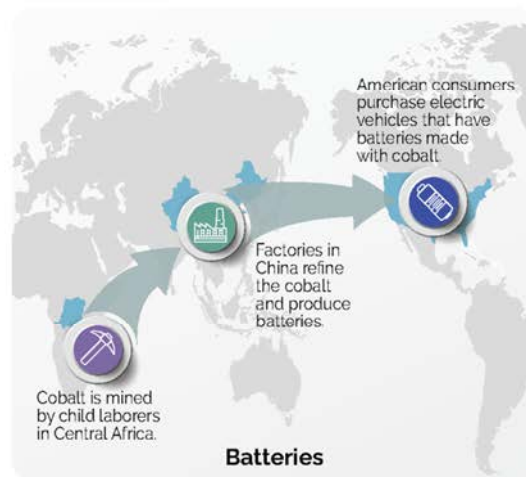 American consumers
purchase electric
vehicles that have
batteries made
with cobalt.
Factories in
China refine
the cobalt
and produce
batteries.
Cobalt is mined
by child laborers
in Central Africa.
Batteries